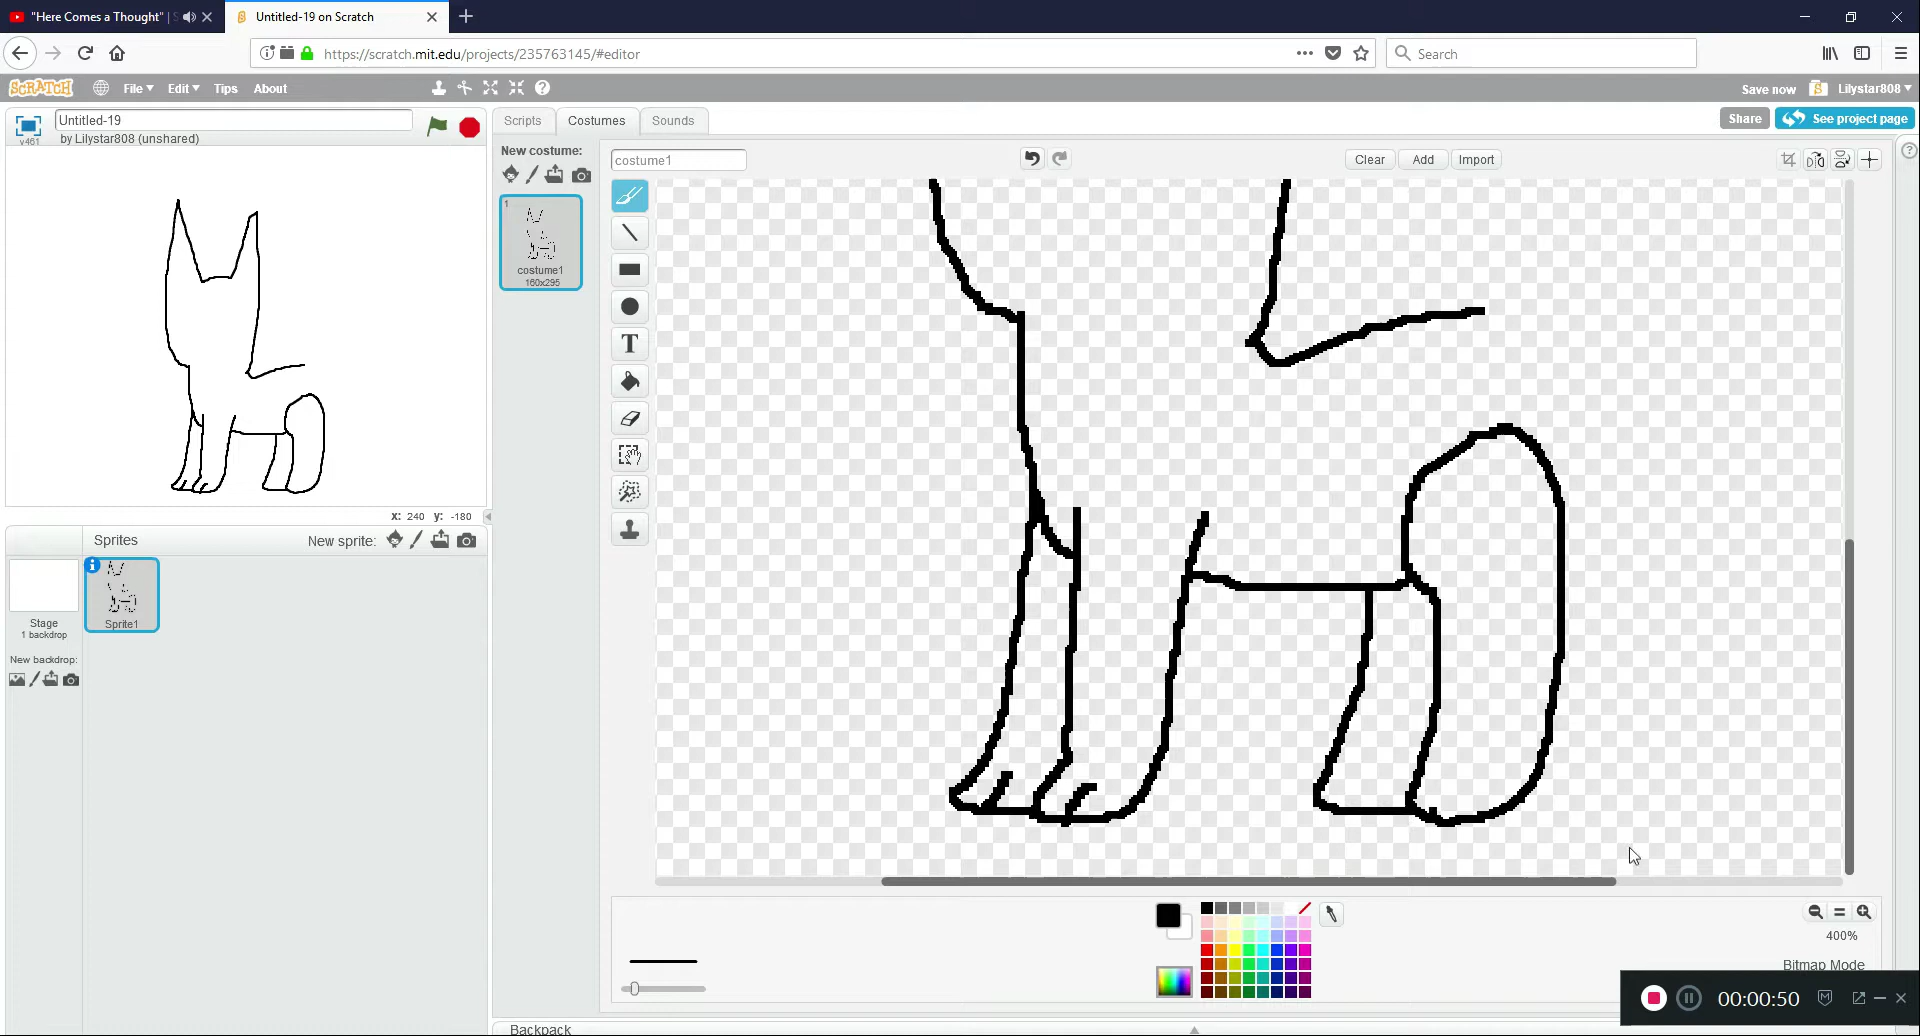 "Here Comes a Thought" |
Untitled-19 on Scratch
https://scratch.mit.edu/projects/235763145/#editor
Search
SCRATCH
File
Edit
Tips
About
Save now
Lilystar808
Untitled-19
by Lilystar808 (unshared)
v461
Scripts
Costumes
Sounds
Share
See project page
New costume:
costume1
Clear
Add
Import
1
costume1
160x295
T
x: 240 y: -180
Sprites
New sprite:
Stage
1 backdrop
Sprite1
New backdrop:
400%
Bitmap Mode
00:00:50
Backpack